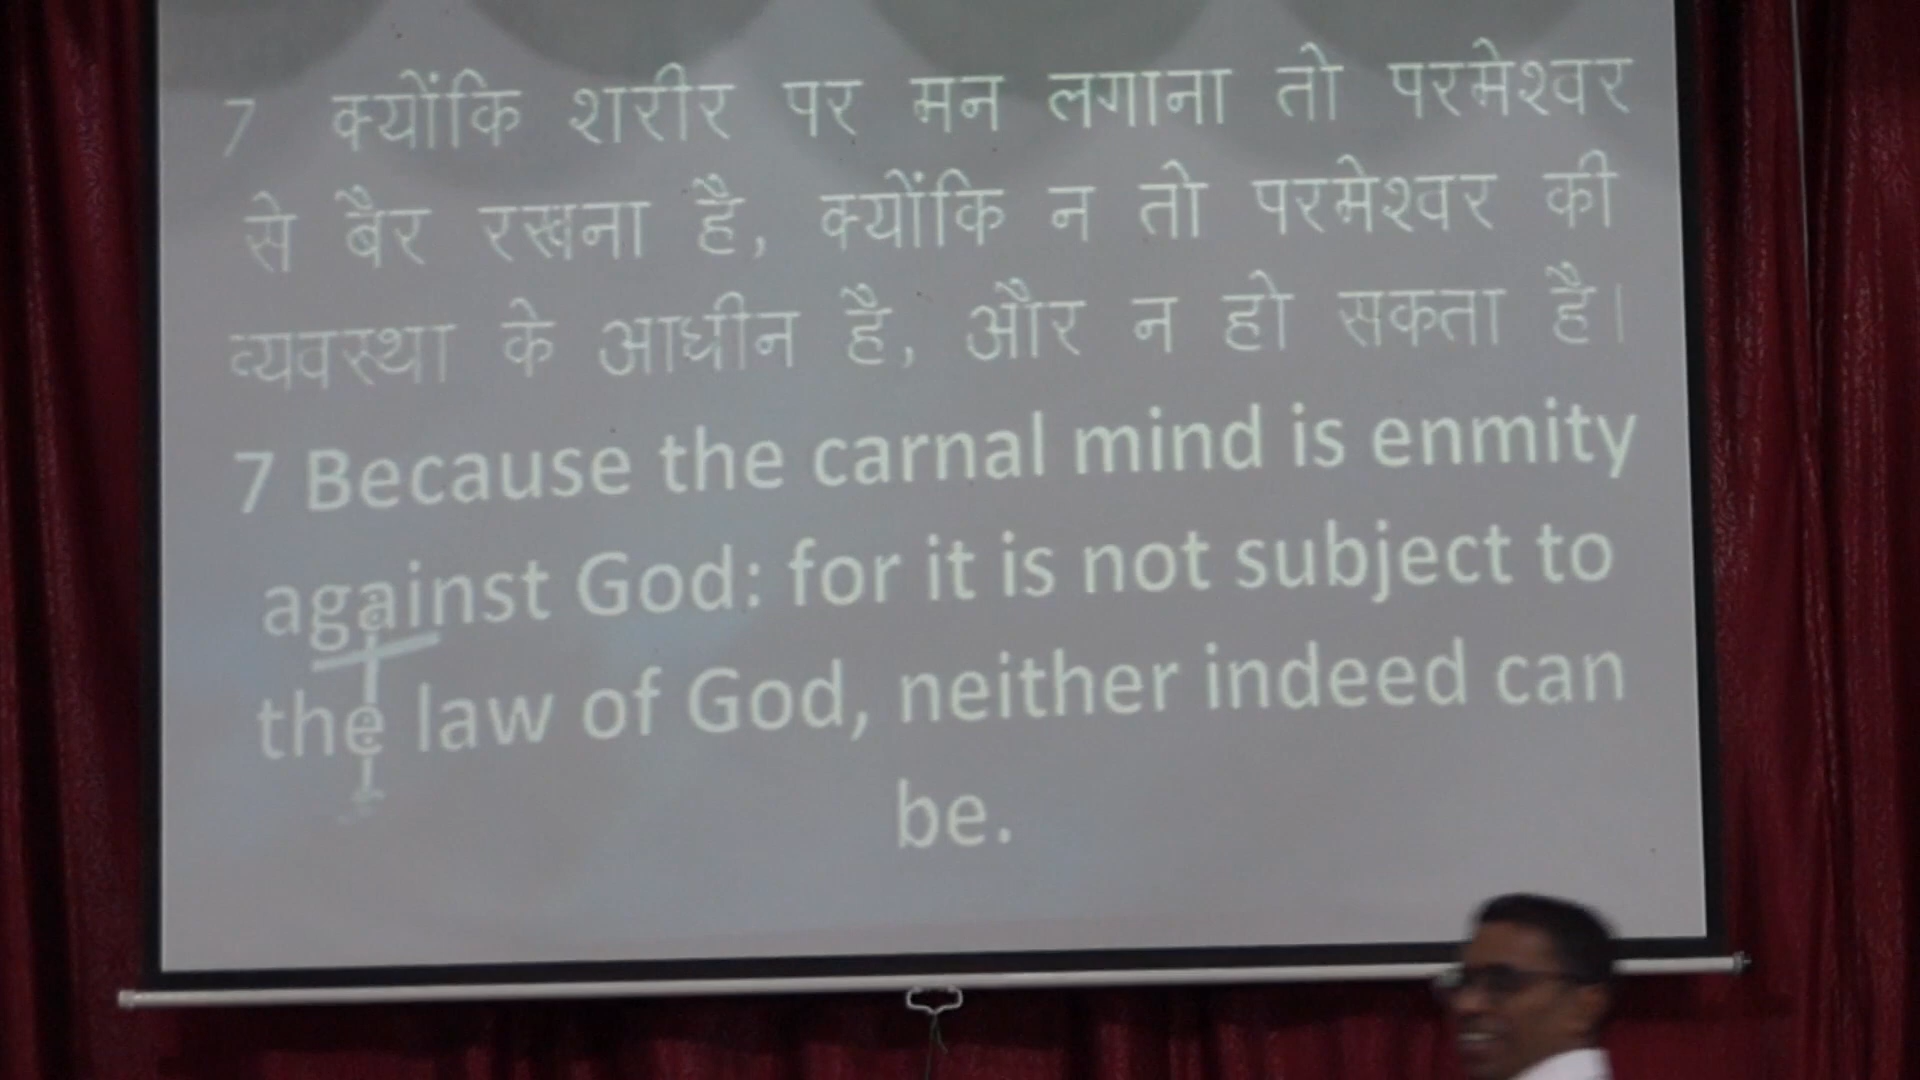 7 क्योंकि शरीर पर मन लगाना तो परमेश्वर
से बैर रखना है, क्योंकि न तो परमेश्वर की
व्यवस्था के आधीन है, और न हो सकता है।
7 Because the carnal mind is enmity
against God: for it is not subject to
the law of God, neither indeed can
be.